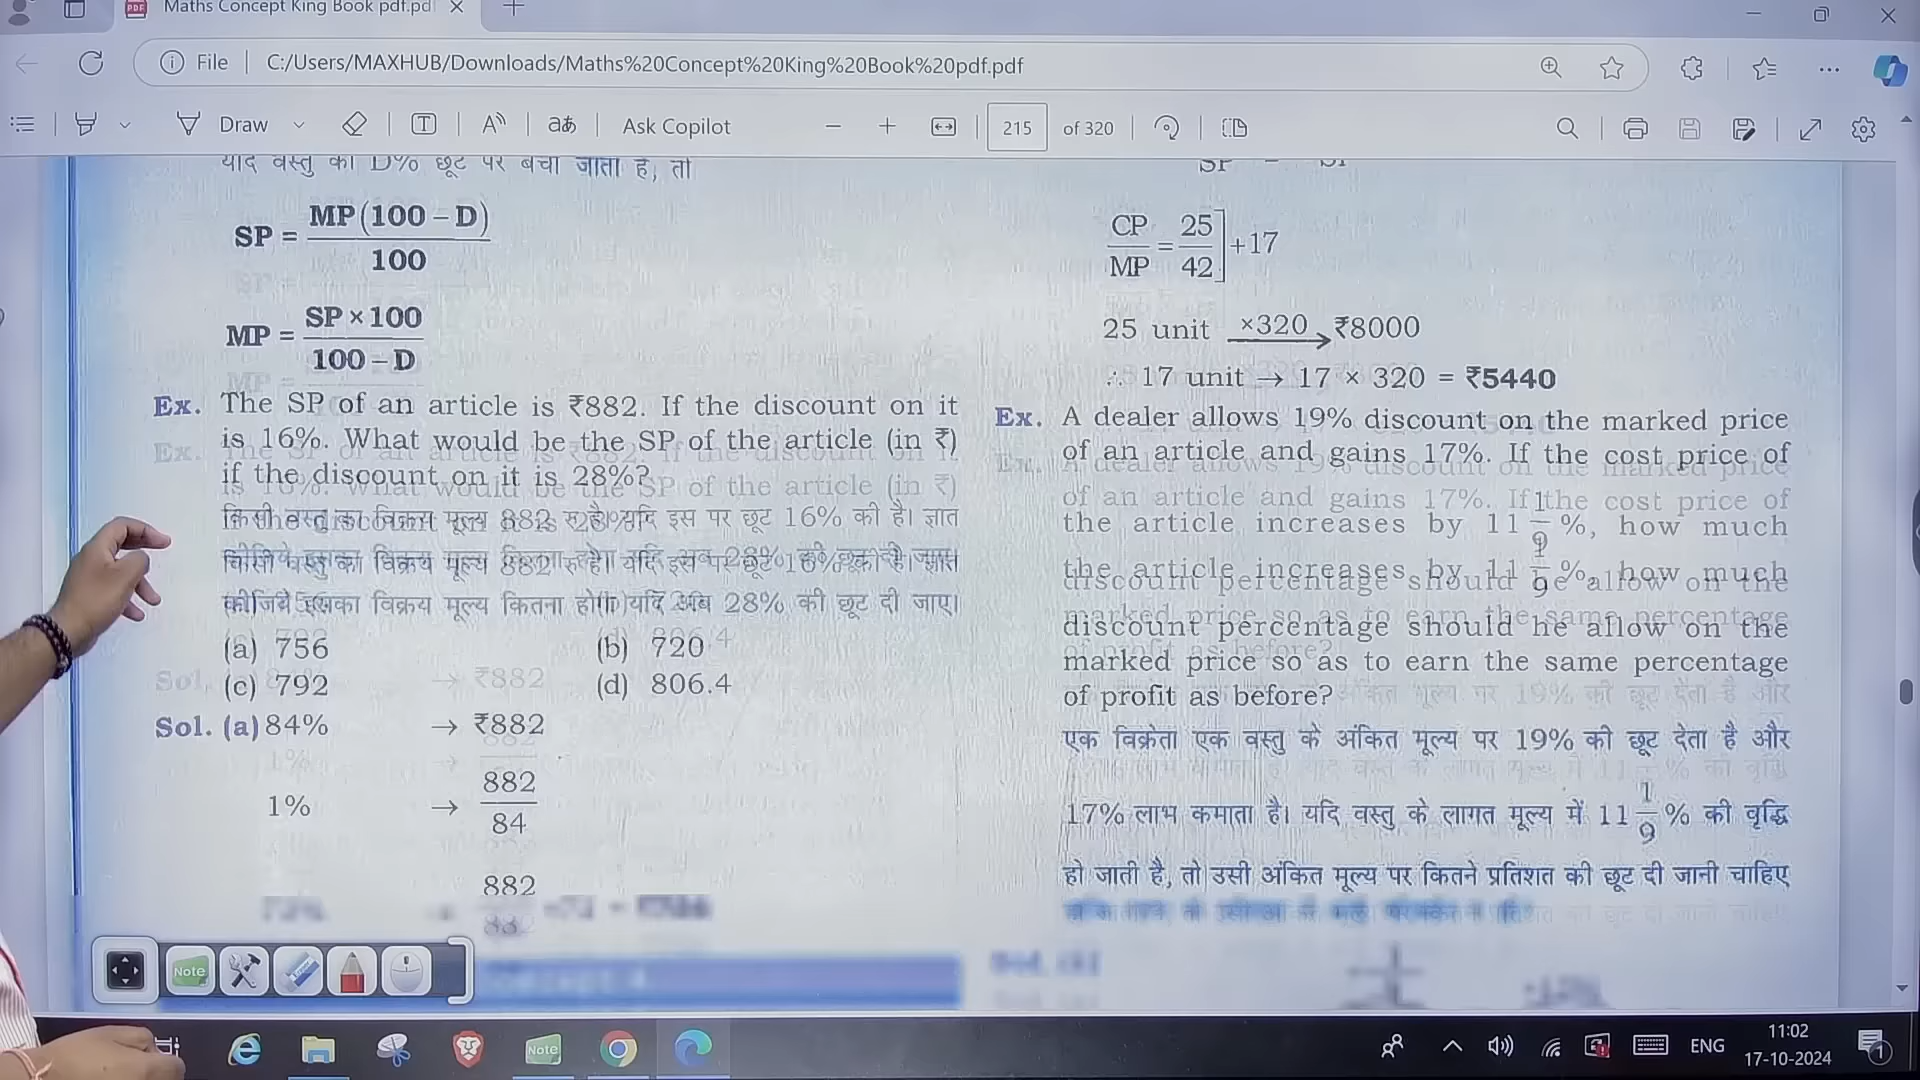 Maths Concept King Book pdf.pd
File
C:/Users/MAXHUB/Downloads/Maths%20Concept%20King%20Book%20pdf.pdf
Draw
Ask Copilot
215 of 320
यदि वस्तु को D% छूट पर बेचा जाता है, तो
SP = MP(100 – D) / 100
MP = SP × 100 / 100 – D
Ex. The SP of an article is ₹882. If the discount on it
is 16%. What would be the SP of the article (in ₹)
if the discount on it is 28%?
किसी वस्तु का विक्रय मूल्य 882 रु है। यदि इस पर छूट 16% की है। ज्ञात
कीजिये इसका विक्रय मूल्य कितना होगा यदि अब 28% की छूट दी जाए।
(a) 756 (b) 720
(c) 792 (d) 806.4
Sol. (a) 84% → ₹882
1% → 882 / 84
882
SP = SP
CP / MP = 25 / 42 ] +17
25 unit ×320 → ₹8000
∴ 17 unit → 17 × 320 = ₹5440
Ex. A dealer allows 19% discount on the marked price
of an article and gains 17%. If the cost price of
the article increases by 11 1/9 %, how much
discount percentage should he allow on the
marked price so as to earn the same percentage
of profit as before?
एक विक्रेता एक वस्तु के अंकित मूल्य पर 19% की छूट देता है और
17% लाभ कमाता है। यदि वस्तु के लागत मूल्य में 11 1/9 % की वृद्धि
हो जाती है, तो उसी अंकित मूल्य पर कितने प्रतिशत की छूट दी जानी चाहिए
Note
Note
ENG
11:02
17-10-2024
1